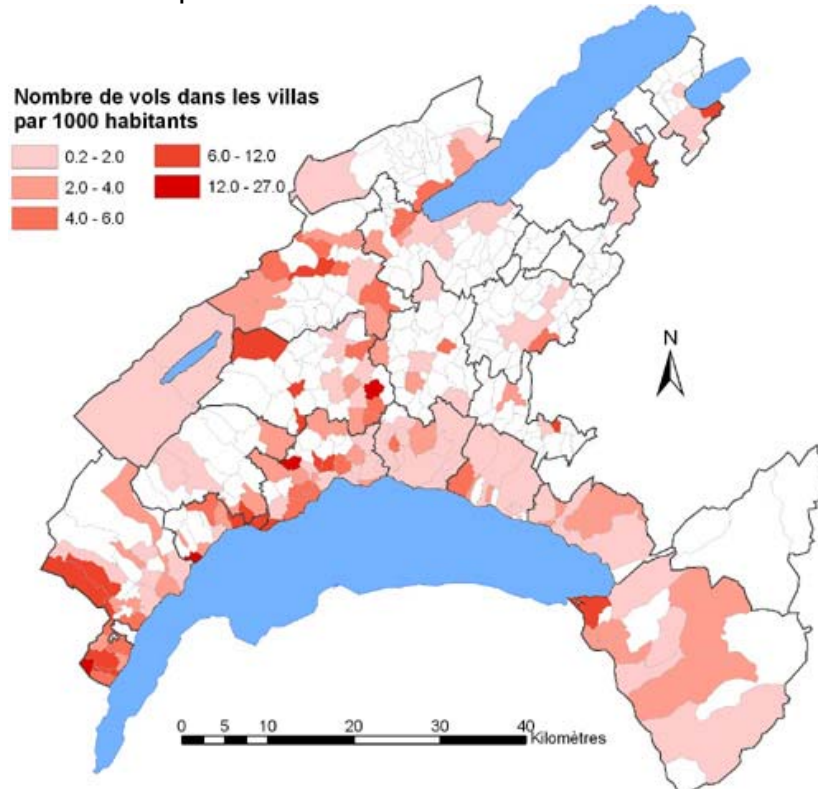 Nombre de vols dans les villas
par 1000 habitants
0.2 - 2.0
6.0 - 12.0
2.0 - 4.0
12.0 - 27.0
4.0 - 6.0
N
0 5 10 20 30 40
Kilomètres